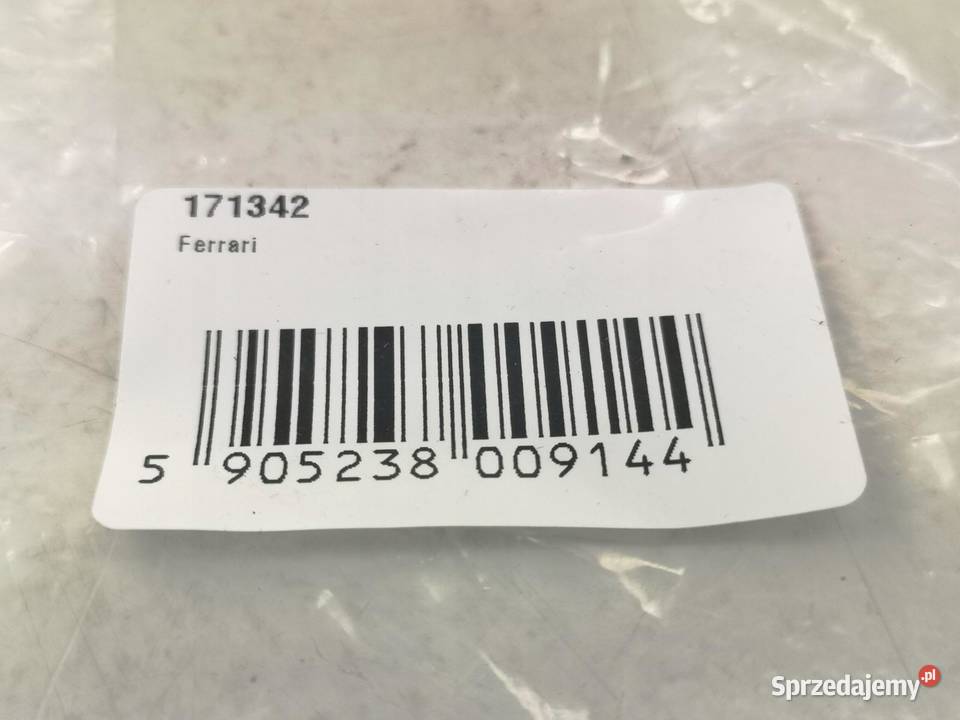 171342
Ferrari
5 905238 009144
Sprzedajemy.pl